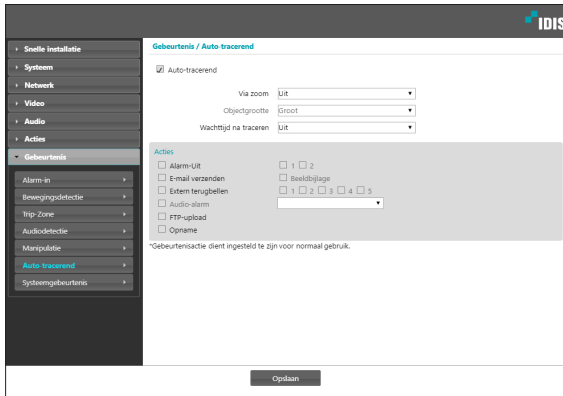 IDIS
Snelle installatie
Systeem
Netwerk
Video
Audio
Acties
Gebeurtenis
Alarm-in
Bewegingsdetectie
Trip-Zone
Audiodetectie
Manipulatie
Auto-tracerend
Systeemgebeurtenis
Gebeurtenis / Auto-tracerend
Auto-tracerend
Via zoom Uit
Objectgrootte Groot
Wachttijd na traceren Uit
Acties
Alarm-Uit 1 2
E-mail verzenden Beeldbijlage
Extern terugbellen 1 2 3 4 5
Audio-alarm
FTP-upload
Opname
*Gebeurtenisactie dient ingesteld te zijn voor normaal gebruik.
Opslaan